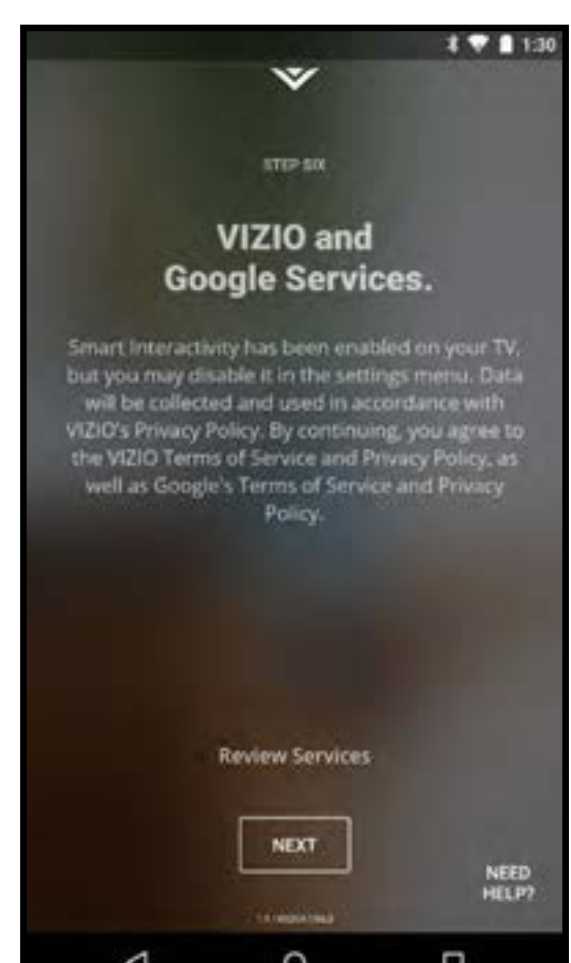 1:30
STEP SIX
VIZIO and
Google Services.
Smart Interactivity has been enabled on your TV,
but you may disable it in the settings menu. Data
will be collected and used in accordance with
VIZIO's Privacy Policy. By continuing, you agree to
the VIZIO Terms of Service and Privacy Policy, as
well as Google's Terms of Service and Privacy
Policy.
Review Services
NEXT
NEED
HELP?